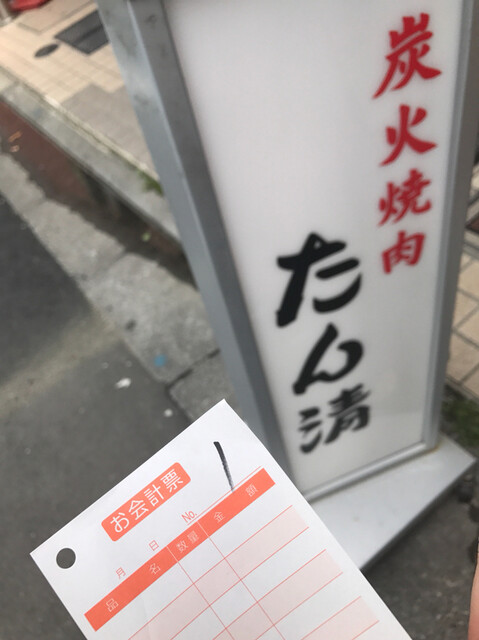 炭火焼肉
たん清
お会計票
月 日 No. 1
品名 数量 金額